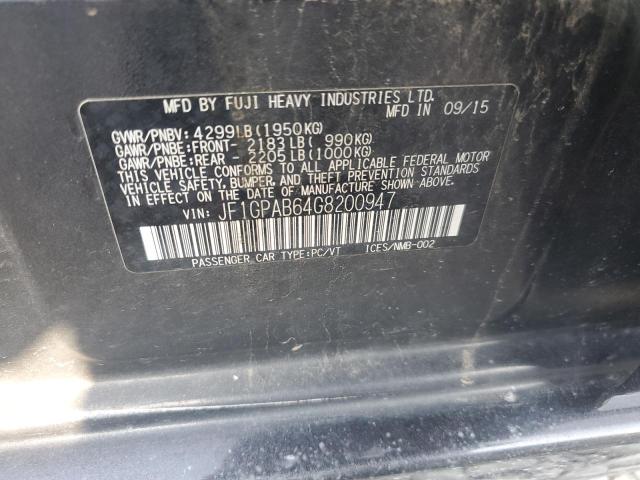 MFD BY FUJI HEAVY INDUSTRIES LTD.
MFD IN 09/15
GVWR/PNBV: 4299LB(1950KG)
GAWR/PNBE:FRONT- 2183LB( 990KG)
GAWR/PNBE:REAR - 2205LB(1000KG)
THIS VEHICLE CONFORMS TO ALL APPLICABLE FEDERAL MOTOR
VEHICLE SAFETY, BUMPER, AND THEFT PREVENTION STANDARDS
IN EFFECT ON THE DATE OF MANUFACTURE SHOWN ABOVE.
VIN: JF1GPAB64G8200947
PASSENGER CAR TYPE:PC/VT ICES/NMB-002